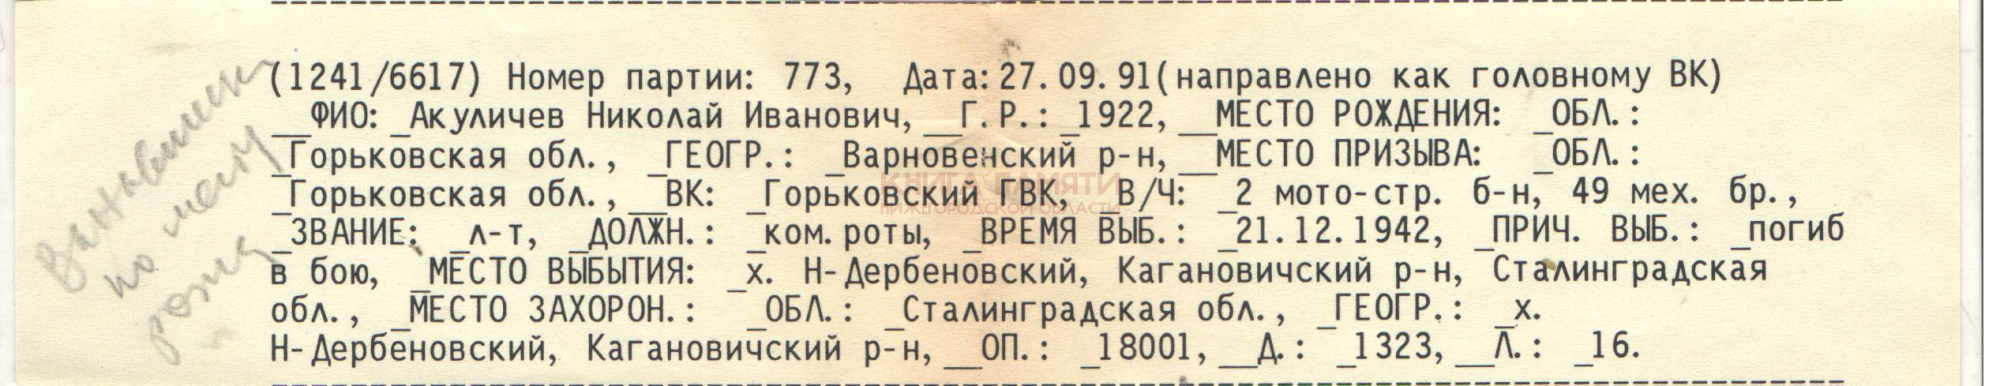 (1241/6617) Номер партии: 773, Дата: 27.09.91(направлено как головному ВК)
__ФИО: _Акуличев Николай Иванович, __Г.Р.: _1922, __МЕСТО РОЖДЕНИЯ: _ОБЛ.:
_Горьковская обл., _ГЕОГР.: _Варновенский р-н, __МЕСТО ПРИЗЫВА: _ОБЛ.:
_Горьковская обл., __ВК: _Горьковский ГВК, _В/Ч: _2 мото-стр. б-н, 49 мех. бр.,
_ЗВАНИЕ: _л-т, _ДОЛЖН.: _ком.роты, _ВРЕМЯ ВЫБ.: _21.12.1942, _ПРИЧ. ВЫБ.: _погиб
в бою, _МЕСТО ВЫБЫТИЯ: _х. Н-Дербеновский, Кагановичский р-н, Сталинградская
обл., _МЕСТО ЗАХОРОН.: _ОБЛ.: _Сталинградская обл., _ГЕОГР.: _х.
Н-Дербеновский, Кагановичский р-н, __ОП.: _18001, __Д.: _1323, __Л.: _16.
КНИГА ПАМЯТИ
НИЖЕГОРОДСКОЙ ОБЛАСТИ
по месту